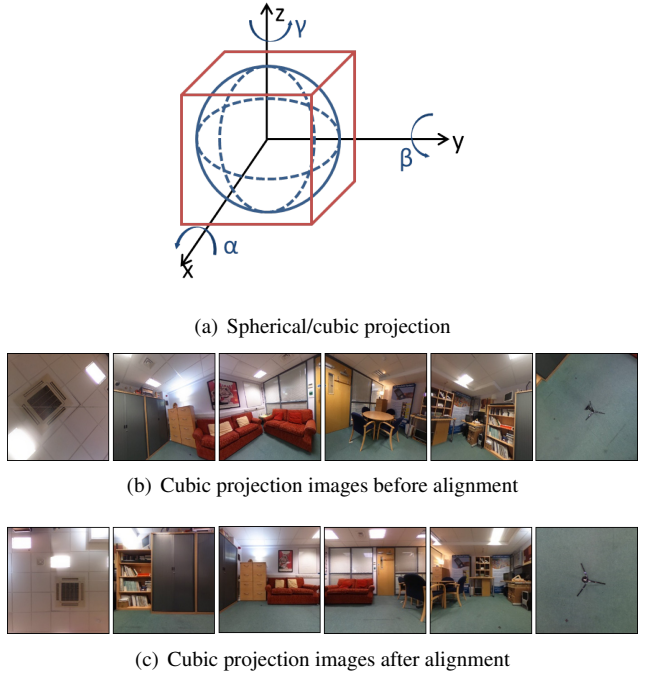 z
γ
y
β
α
x
(a) Spherical/cubic projection
(b) Cubic projection images before alignment
(c) Cubic projection images after alignment